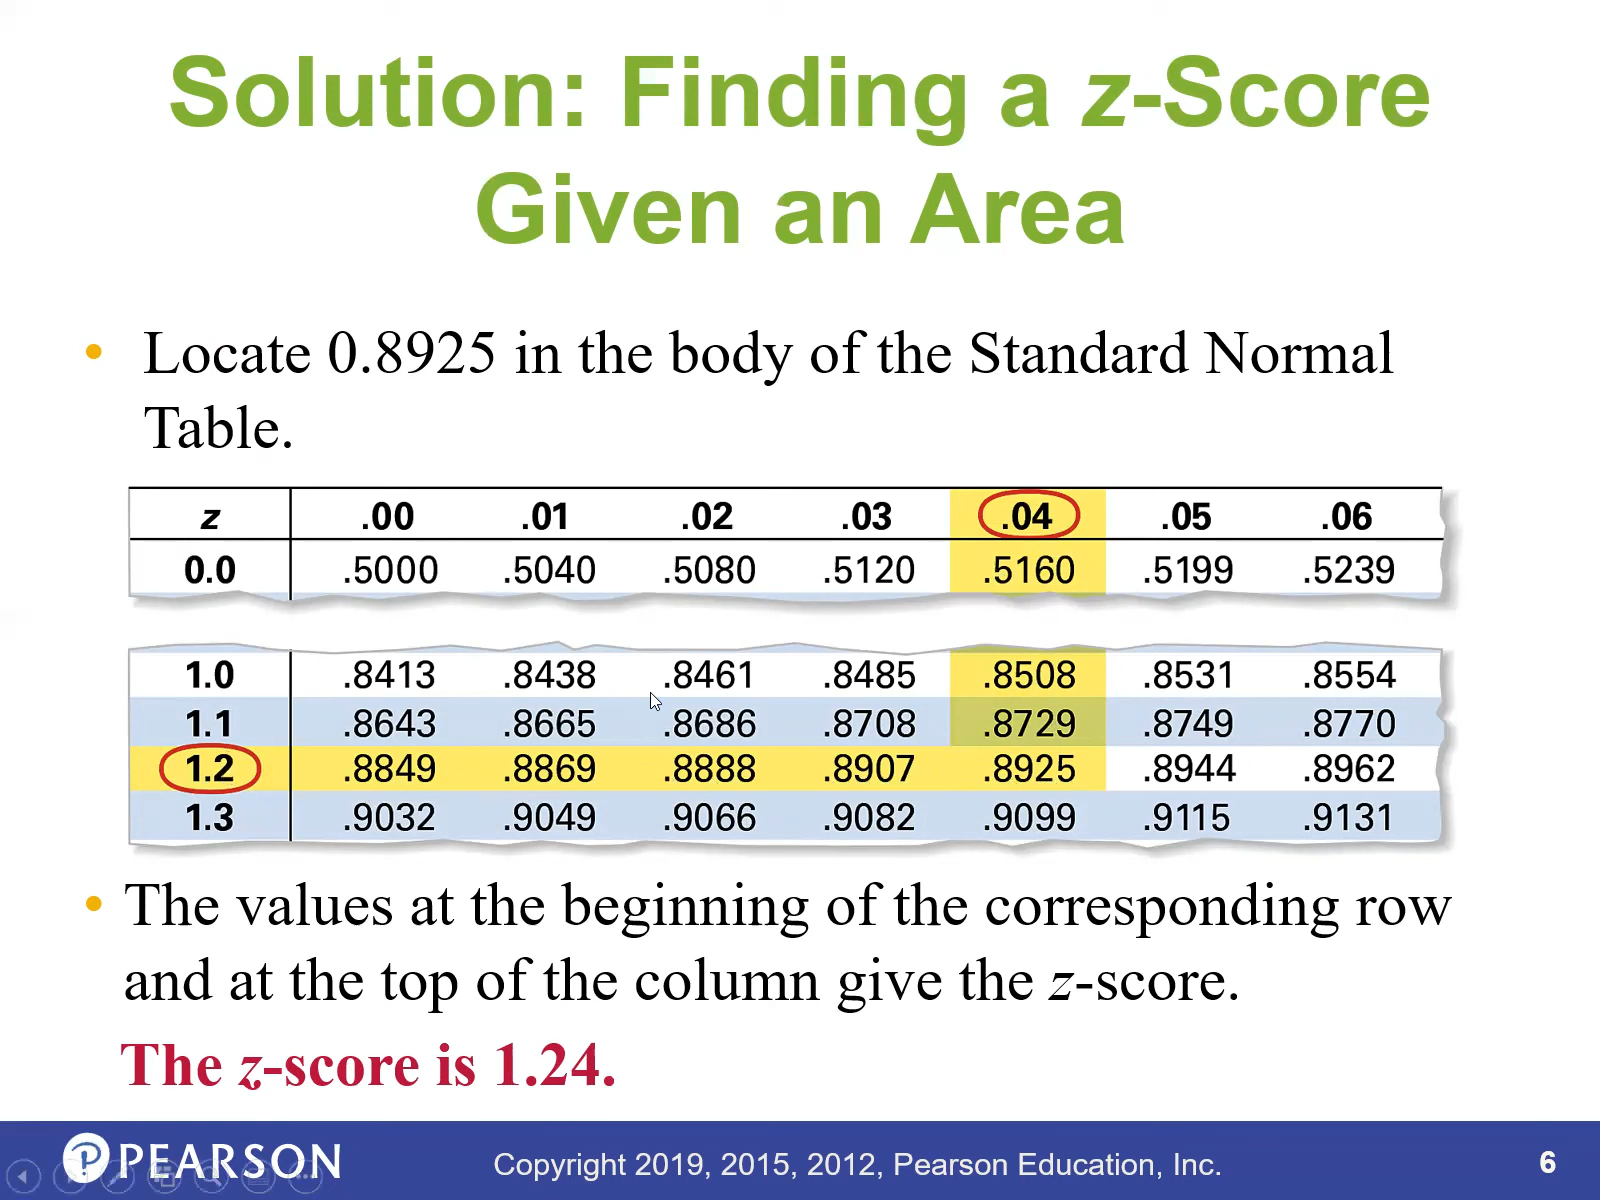 Solution: Finding a z-Score
Given an Area
• Locate 0.8925 in the body of the Standard Normal
Table.
z .00 .01 .02 .03 .04 .05 .06
0.0 .5000 .5040 .5080 .5120 .5160 .5199 .5239
1.0 .8413 .8438 .8461 .8485 .8508 .8531 .8554
1.1 .8643 .8665 .8686 .8708 .8729 .8749 .8770
1.2 .8849 .8869 .8888 .8907 .8925 .8944 .8962
1.3 .9032 .9049 .9066 .9082 .9099 .9115 .9131
• The values at the beginning of the corresponding row
and at the top of the column give the z-score.
The z-score is 1.24.
PEARSON Copyright 2019, 2015, 2012, Pearson Education, Inc. 6